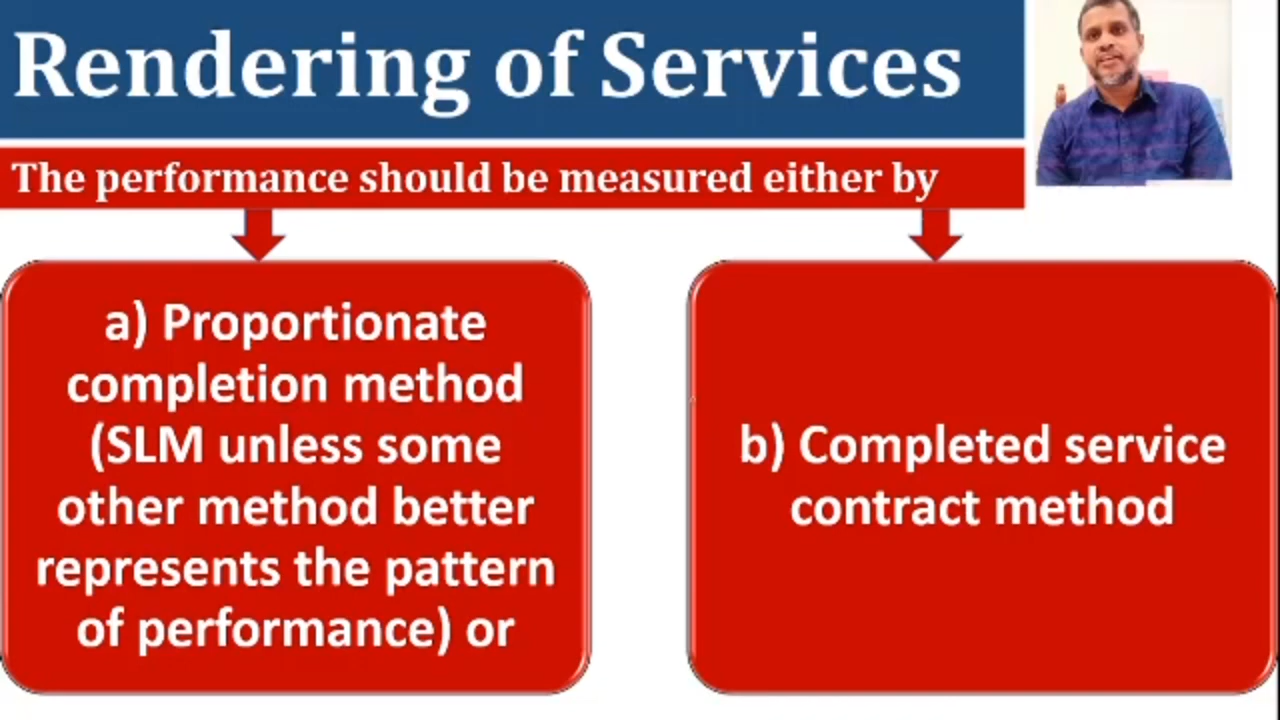 Rendering of Services
The performance should be measured either by
a) Proportionate
completion method
(SLM unless some
other method better
represents the pattern
of performance) or
b) Completed service
contract method